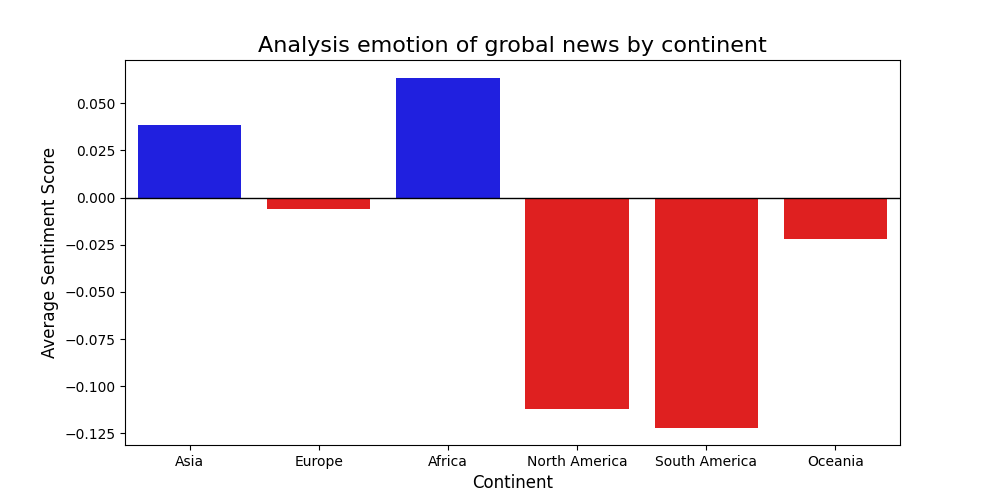 Analysis emotion of grobal news by continent
Average Sentiment Score
0.050
0.025
0.000
−0.025
−0.050
−0.075
−0.100
−0.125
Asia Europe Africa North America South America Oceania
Continent